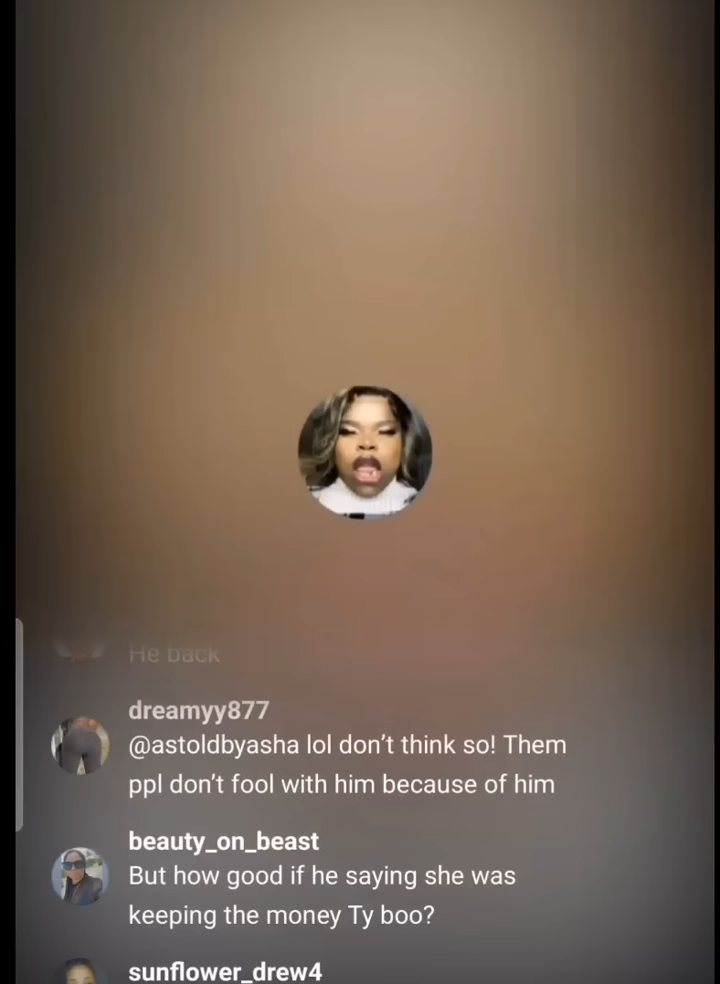 He back
dreamyy877
@astoldbyasha lol don’t think so! Them
ppl don’t fool with him because of him
beauty_on_beast
But how good if he saying she was
keeping the money Ty boo?
sunflower_drew4